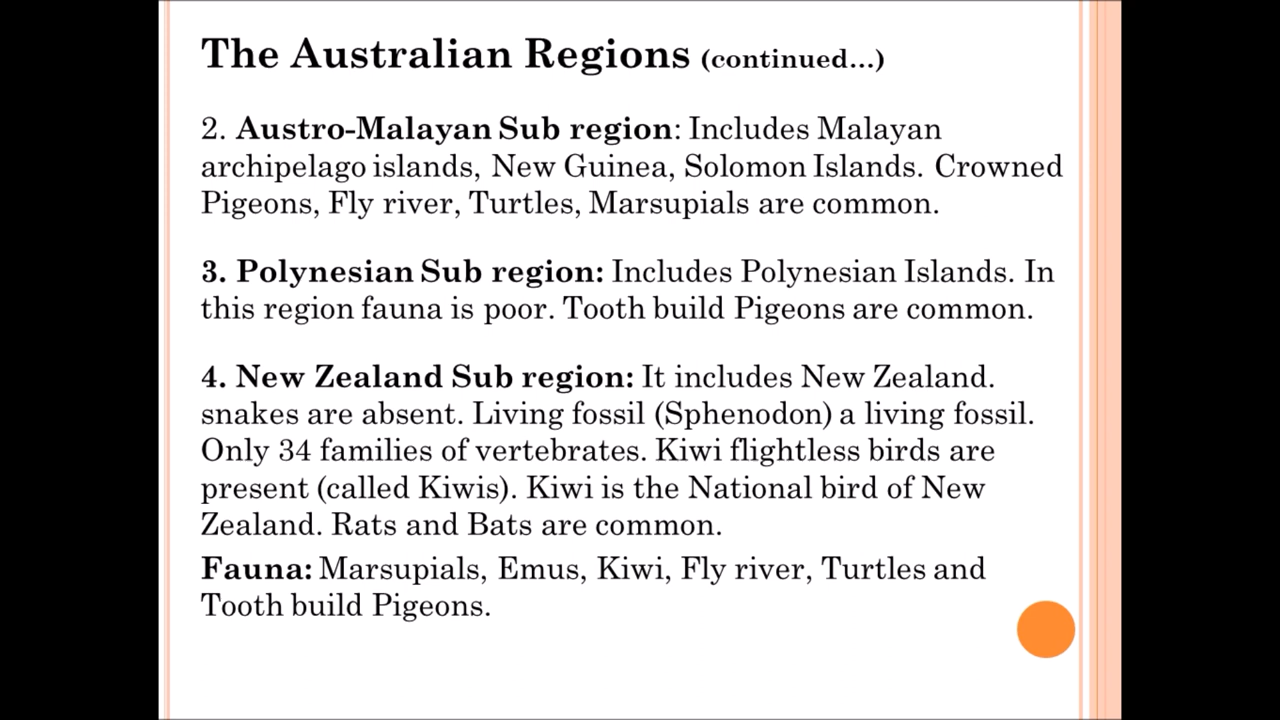 The Australian Regions (continued...)
2. Austro-Malayan Sub region: Includes Malayan
archipelago islands, New Guinea, Solomon Islands. Crowned
Pigeons, Fly river, Turtles, Marsupials are common.
3. Polynesian Sub region: Includes Polynesian Islands. In
this region fauna is poor. Tooth build Pigeons are common.
4. New Zealand Sub region: It includes New Zealand.
snakes are absent. Living fossil (Sphenodon) a living fossil.
Only 34 families of vertebrates. Kiwi flightless birds are
present (called Kiwis). Kiwi is the National bird of New
Zealand. Rats and Bats are common.
Fauna: Marsupials, Emus, Kiwi, Fly river, Turtles and
Tooth build Pigeons.